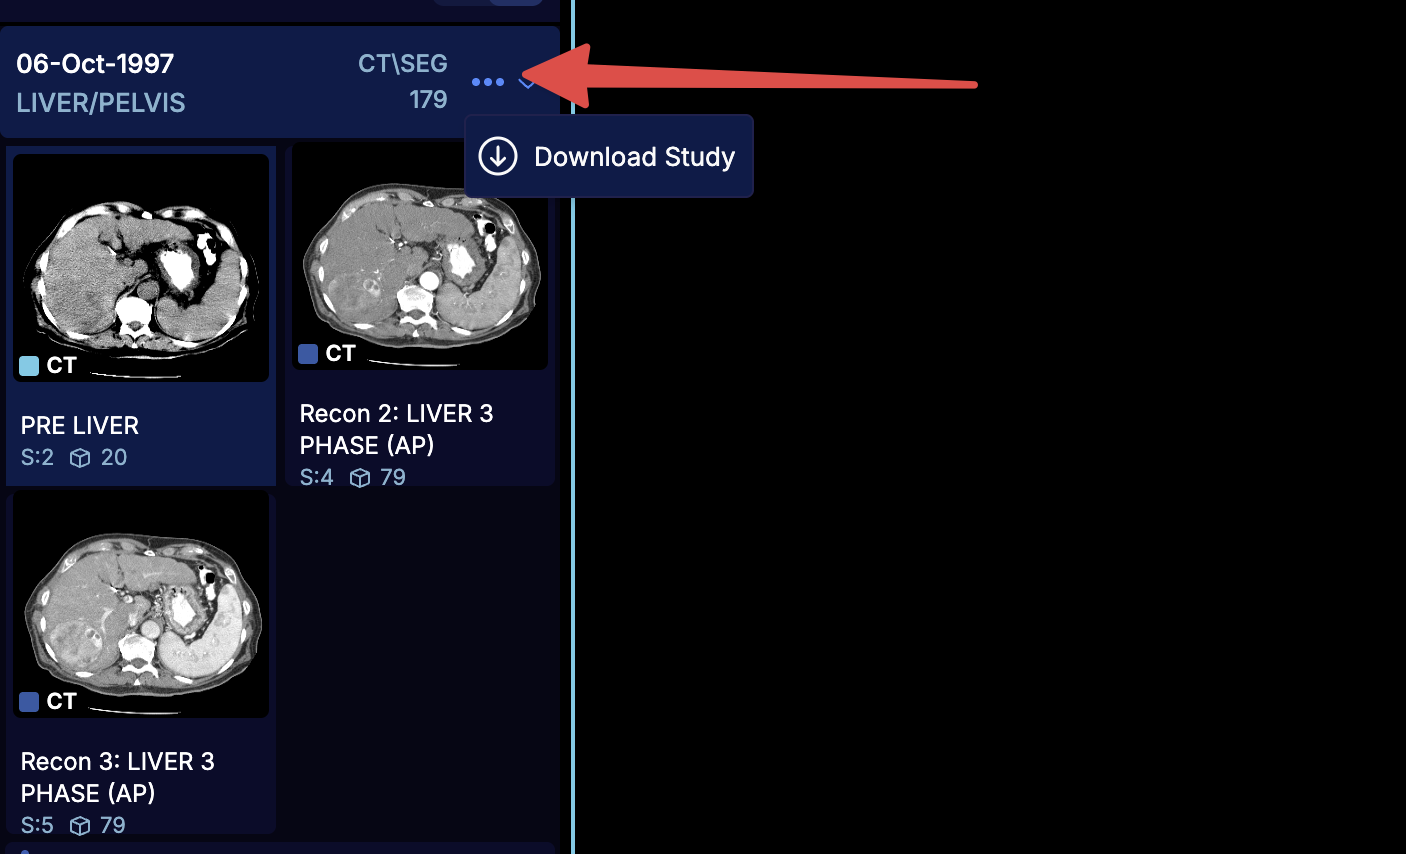 06-Oct-1997
CT\SEG
LIVER/PELVIS
179
Download Study
CT
CT
PRE LIVER
S:2 20
Recon 2: LIVER 3
PHASE (AP)
S:4 79
CT
Recon 3: LIVER 3
PHASE (AP)
S:5 79